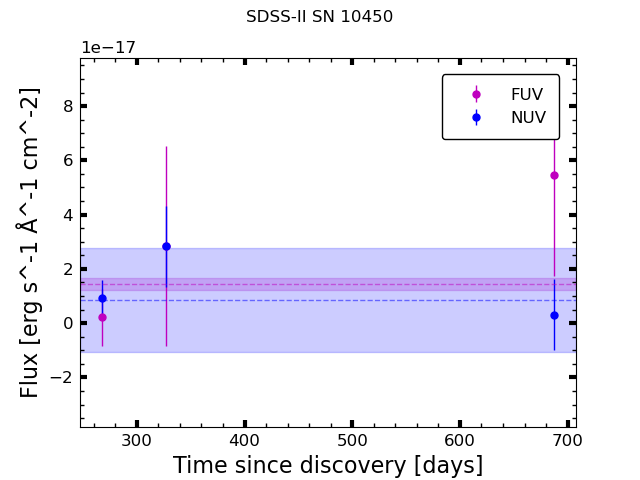 SDSS-II SN 10450
1e−17
FUV
NUV
8
6
4
2
0
−2
Flux [erg s^-1 Å^-1 cm^-2]
300
400
500
600
700
Time since discovery [days]